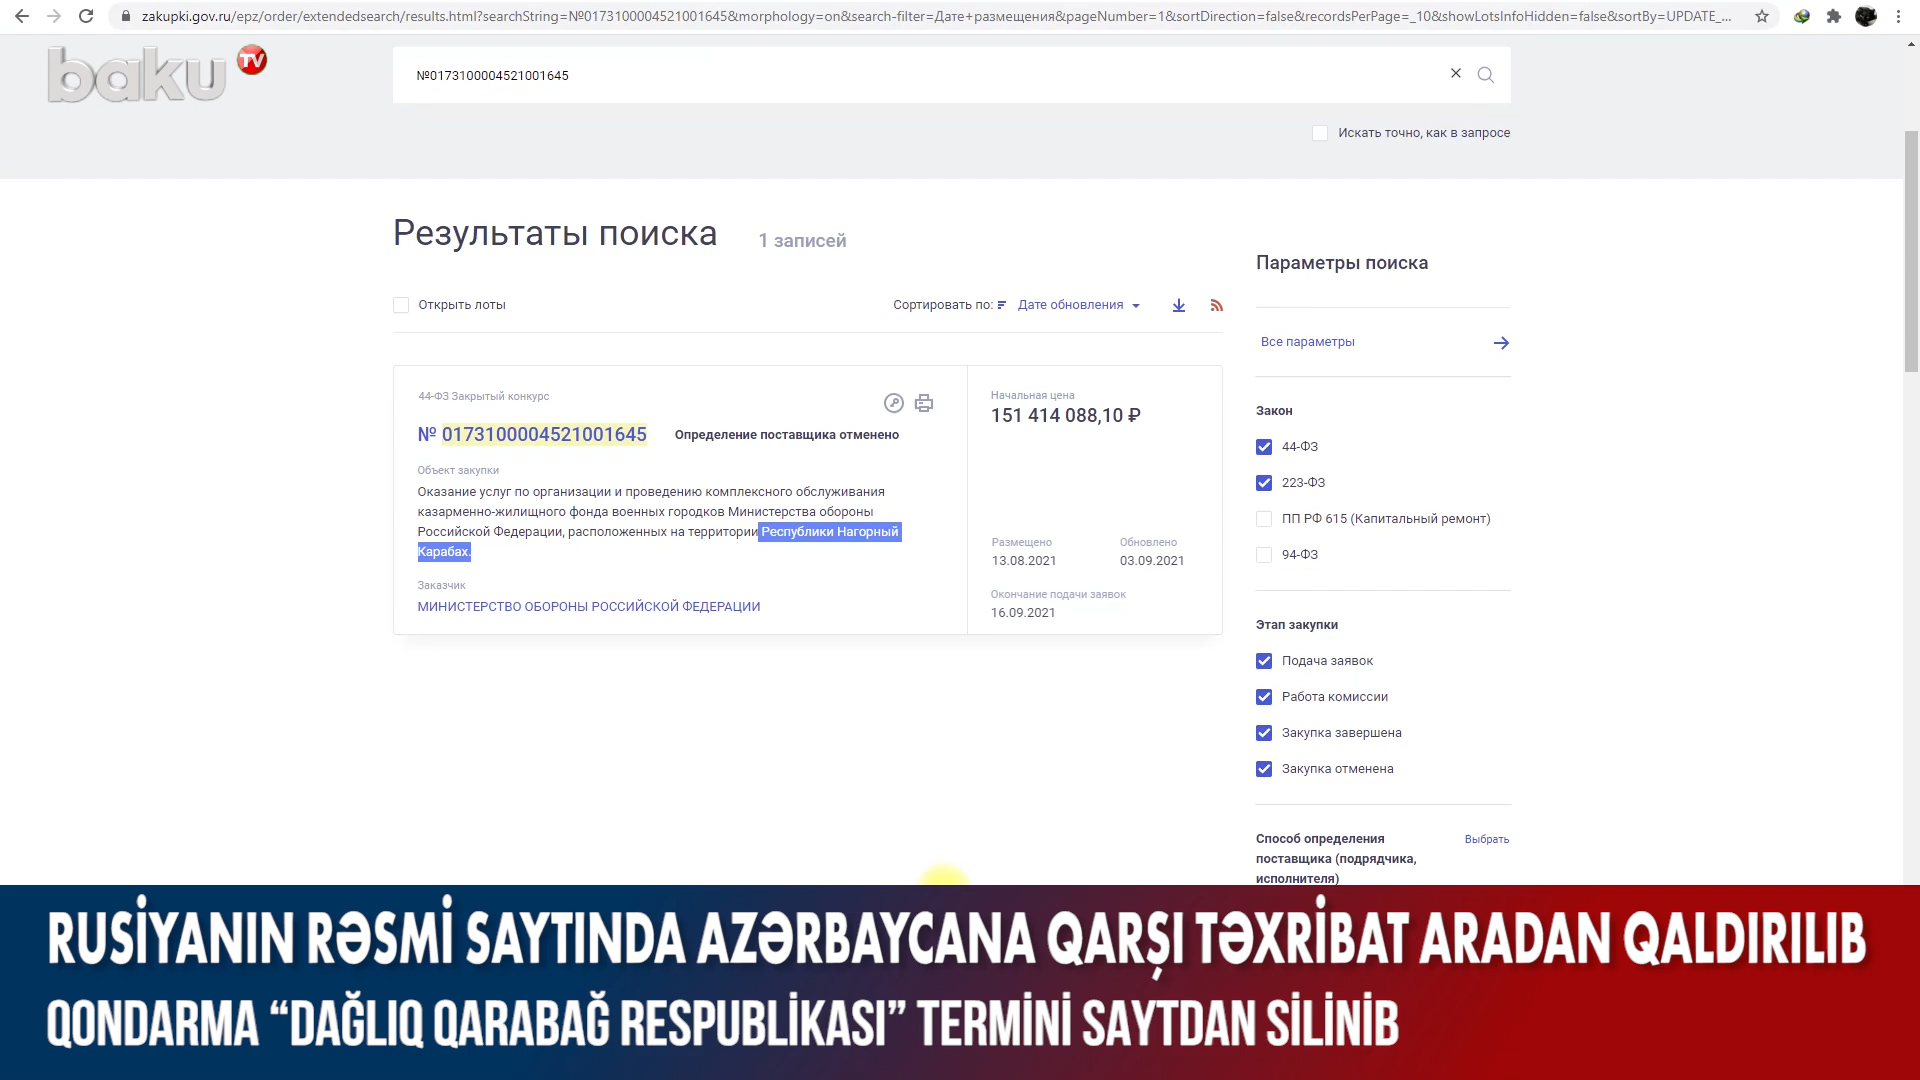 zakupki.gov.ru/epz/order/extendedsearch/results.html?searchString=№0173100004521001645&morphology=on&search-filter=Дате+размещения&pageNumber=1&sortDirection=false&recordsPerPage=_10&showLotsInfoHidden=false&sortBy=UPDATE_...
baku TV
№0173100004521001645
Искать точно, как в запросе
Результаты поиска 1 записей
Параметры поиска
Открыть лоты
Сортировать по: Дате обновления
Все параметры
44-ФЗ Закрытый конкурс
№ 0173100004521001645 Определение поставщика отменено
Объект закупки
Оказание услуг по организации и проведению комплексного обслуживания
казарменно-жилищного фонда военных городков Министерства обороны
Российской Федерации, расположенных на территории Республики Нагорный
Карабах.
Заказчик
МИНИСТЕРСТВО ОБОРОНЫ РОССИЙСКОЙ ФЕДЕРАЦИИ
Начальная цена
151 414 088,10 ₽
Размещено Обновлено
13.08.2021 03.09.2021
Окончание подачи заявок
16.09.2021
Закон
44-ФЗ
223-ФЗ
ПП РФ 615 (Капитальный ремонт)
94-ФЗ
Этап закупки
Подача заявок
Работа комиссии
Закупка завершена
Закупка отменена
Способ определения Выбрать
поставщика (подрядчика,
исполнителя)
RUSİYANIN RƏSMİ SAYTINDA AZƏRBAYCANA QARŞI TƏXRİBAT ARADAN QALDIRILIB
QONDARMA “DAĞLIQ QARABAĞ RESPUBLİKASI” TERMİNİ SAYTDAN SİLİNİB